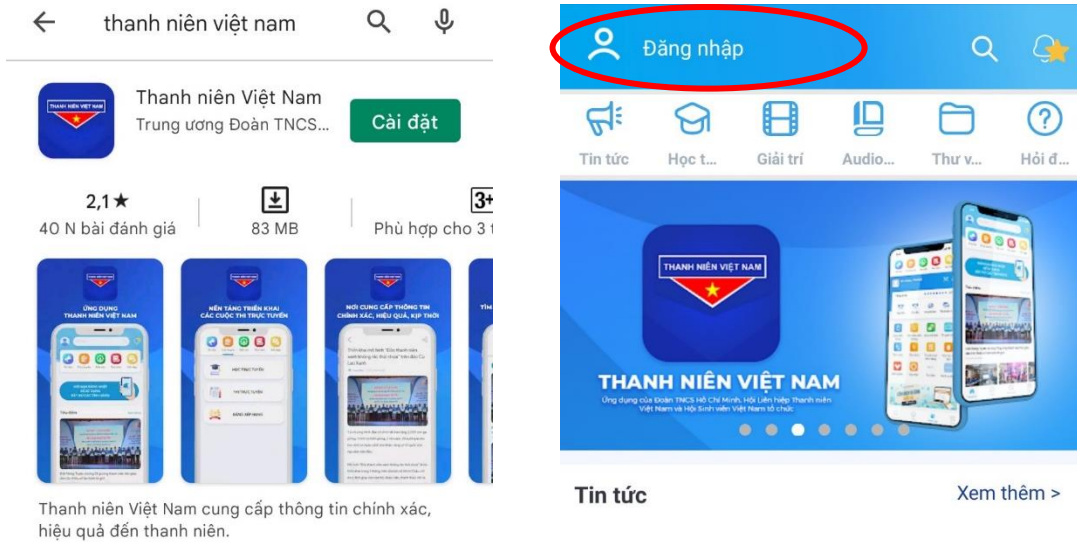 thanh niên việt nam
THANH NIÊN VIỆT NAM
Thanh niên Việt Nam
Trung ương Đoàn TNCS...
Cài đặt
2,1★
40 N bài đánh giá
83 MB
3+
Phù hợp cho 3 t
ỨNG DỤNG
THANH NIÊN VIỆT NAM
NỀN TẢNG TRIỂN KHAI
CÁC CUỘC THI TRỰC TUYẾN
NƠI CUNG CẤP THÔNG TIN
CHÍNH XÁC, HIỆU QUẢ, KỊP THỜI
Thanh niên Việt Nam cung cấp thông tin chính xác,
hiệu quả đến thanh niên.
Đăng nhập
Tin tức
Học t...
Giải trí
Audio...
Thư v...
Hỏi đ...
THANH NIÊN VIỆT NAM
THANH NIÊN VIỆT NAM
Ứng dụng của Đoàn TNCS Hồ Chí Minh, Hội Liên hiệp Thanh niên
Việt Nam và Hội Sinh viên Việt Nam tổ chức
Tin tức
Xem thêm >